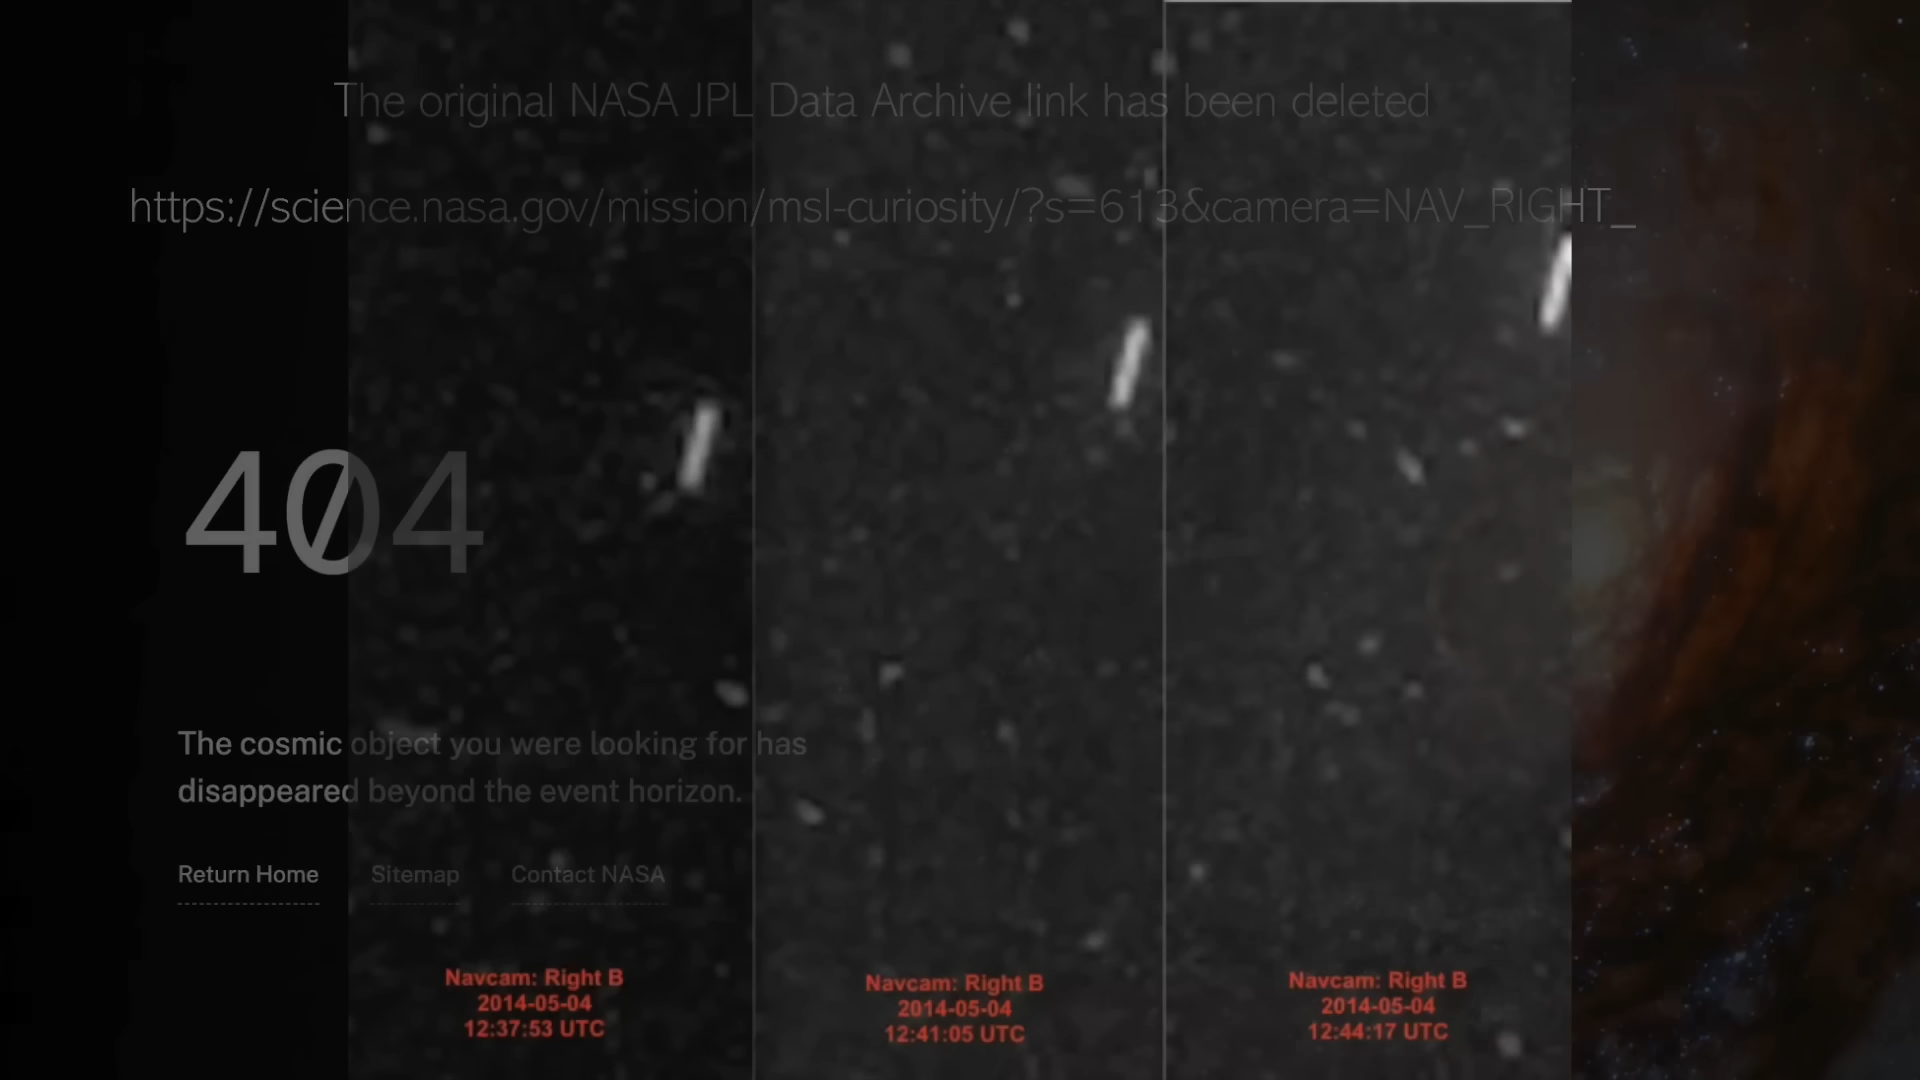 The original NASA JPL Data Archive link has been deleted
https://science.nasa.gov/mission/msl-curiosity/?s=613&camera=NAV_RIGHT_
404
The cosmic object you were looking for has
disappeared beyond the event horizon.
Return Home Sitemap Contact NASA
Navcam: Right B
2014-05-04
12:37:53 UTC
Navcam: Right B
2014-05-04
12:41:05 UTC
Navcam: Right B
2014-05-04
12:44:17 UTC